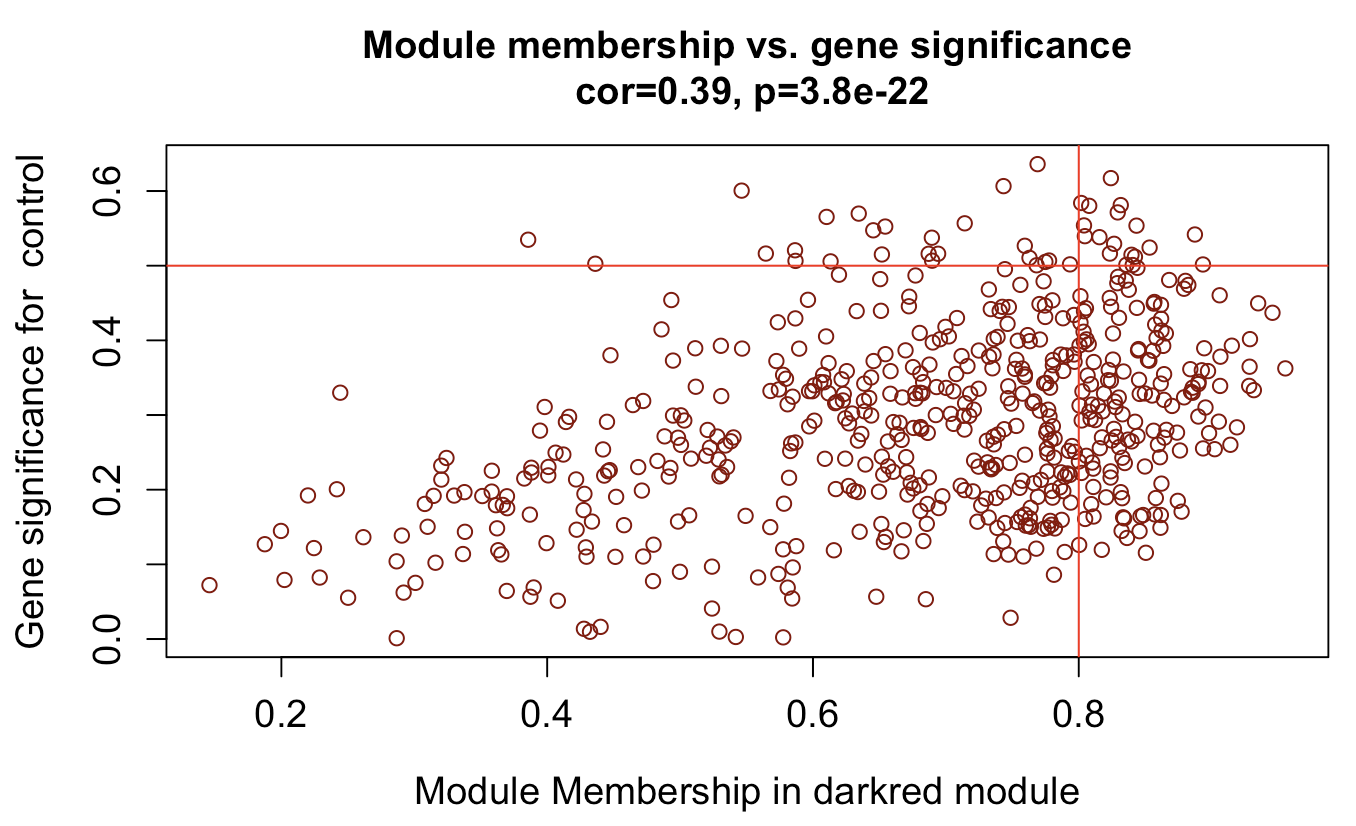 Module membership vs. gene significance
cor=0.39, p=3.8e-22
Gene significance for  control
0.6
0.4
0.2
0.0
0.2
0.4
0.6
0.8
Module Membership in darkred module